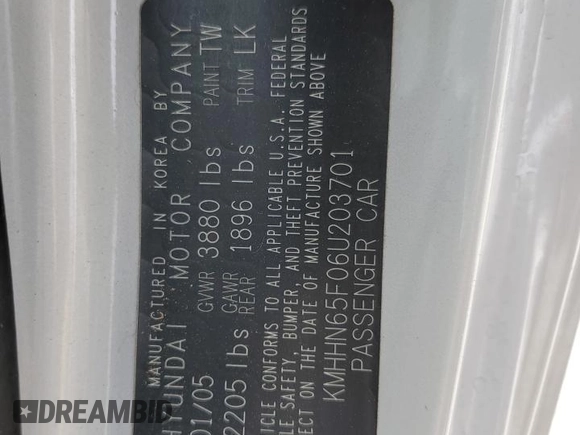 MANUFACTURED IN KOREA BY
HYUNDAI MOTOR COMPANY
01/05 GVWR 3880 lbs PAINT TW
2205 lbs GAWR REAR 1896 lbs TRIM LK
ICLE CONFORMS TO ALL APPLICABLE U.S.A. FEDERAL
LE SAFETY, BUMPER, AND THEFT PREVENTION STANDARDS
ECT ON THE DATE OF MANUFACTURE SHOWN ABOVE
KMHHN65F06U203701
PASSENGER CAR
DREAMBID